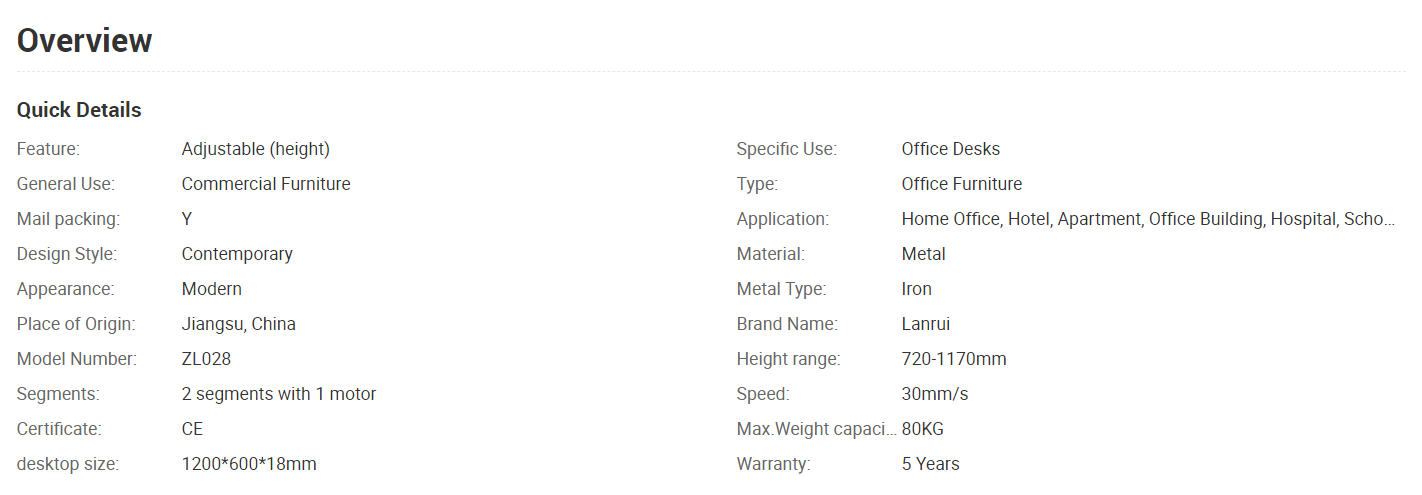 Overview
Quick Details
Feature: Adjustable (height) Specific Use: Office Desks
General Use: Commercial Furniture Type: Office Furniture
Mail packing: Y Application: Home Office, Hotel, Apartment, Office Building, Hospital, Scho...
Design Style: Contemporary Material: Metal
Appearance: Modern Metal Type: Iron
Place of Origin: Jiangsu, China Brand Name: Lanrui
Model Number: ZL028 Height range: 720-1170mm
Segments: 2 segments with 1 motor Speed: 30mm/s
Certificate: CE Max.Weight capaci... 80KG
desktop size: 1200*600*18mm Warranty: 5 Years